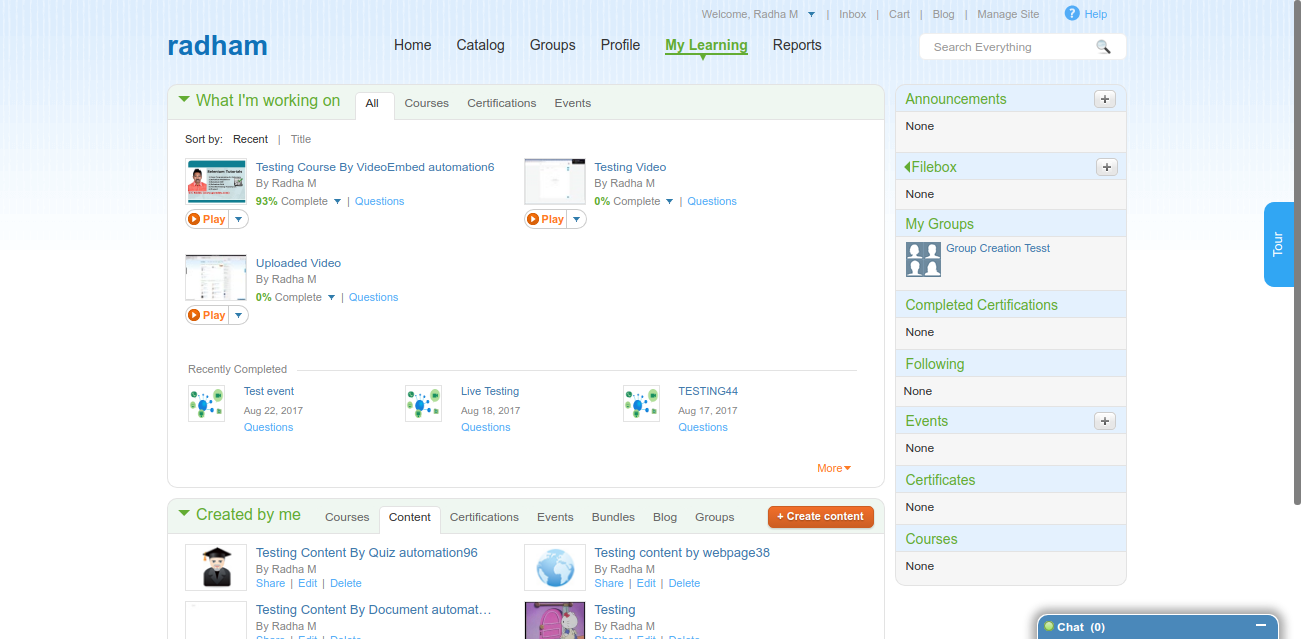 Welcome, Radha M | Inbox | Cart | Blog | Manage Site ? Help
radham
Home Catalog Groups Profile My Learning Reports
Search Everything
What I'm working on All Courses Certifications Events
Sort by: Recent | Title
Testing Course By VideoEmbed automation6
By Radha M
93% Complete | Questions
Play
Testing Video
By Radha M
0% Complete | Questions
Play
Uploaded Video
By Radha M
0% Complete | Questions
Play
Recently Completed
Test event
Aug 22, 2017
Questions
Live Testing
Aug 18, 2017
Questions
TESTING44
Aug 17, 2017
Questions
More
Created by me Courses Content Certifications Events Bundles Blog Groups + Create content
Testing Content By Quiz automation96
By Radha M
Share | Edit | Delete
Testing content by webpage38
By Radha M
Share | Edit | Delete
Testing Content By Document automat...
By Radha M
Share | Edit | Delete
Testing
By Radha M
Share | Edit | Delete
Announcements +
None
Filebox +
None
My Groups
Group Creation Tesst
Completed Certifications
None
Following
None
Events +
None
Certificates
None
Courses
None
Tour
Chat (0)